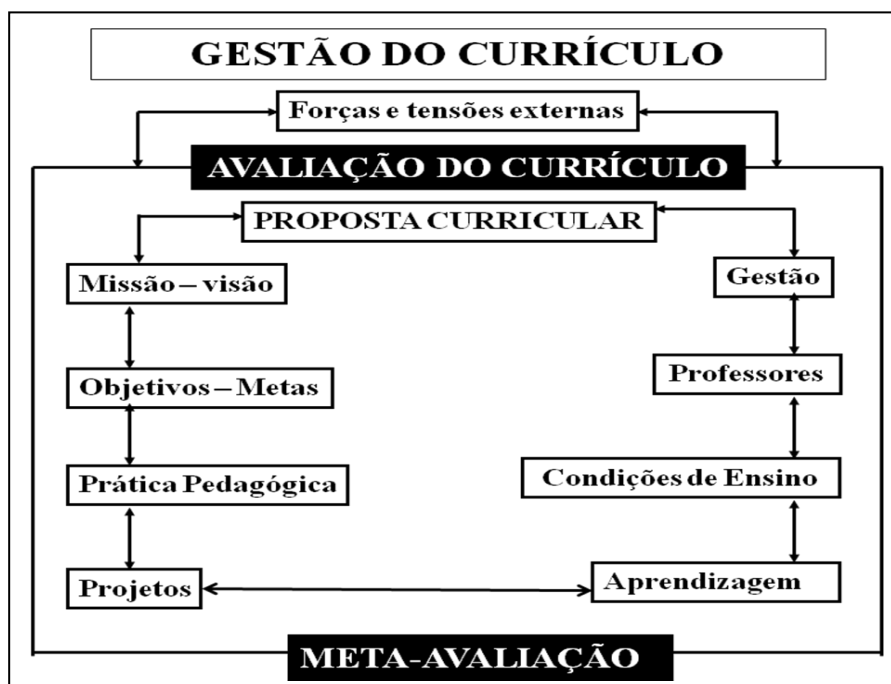 GESTÃO DO CURRÍCULO
Forças e tensões externas
AVALIAÇÃO DO CURRÍCULO
PROPOSTA CURRICULAR
Missão – visão
Gestão
Objetivos – Metas
Professores
Prática Pedagógica
Condições de Ensino
Projetos
Aprendizagem
META-AVALIAÇÃO